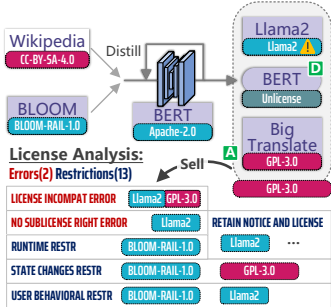 Wikipedia
CC-BY-SA-4.0
Distill
Llama2
Llama2
BERT
D
Unlicense
BLOOM
BLOOM-RAIL-1.0
BERT
Apache-2.0
Big
Translate
GPL-3.0
A
GPL-3.0
Sell
License Analysis:
Errors(2) Restrictions(13)
LICENSE INCOMPAT ERROR Llama2 GPL-3.0
NO SUBLICENSE RIGHT ERROR Llama2 RETAIN NOTICE AND LICENSE
RUNTIME RESTR BLOOM-RAIL-1.0 Llama2 ...
STATE CHANGES RESTR BLOOM-RAIL-1.0 GPL-3.0
USER BEHAVIORAL RESTR BLOOM-RAIL-1.0 Llama2